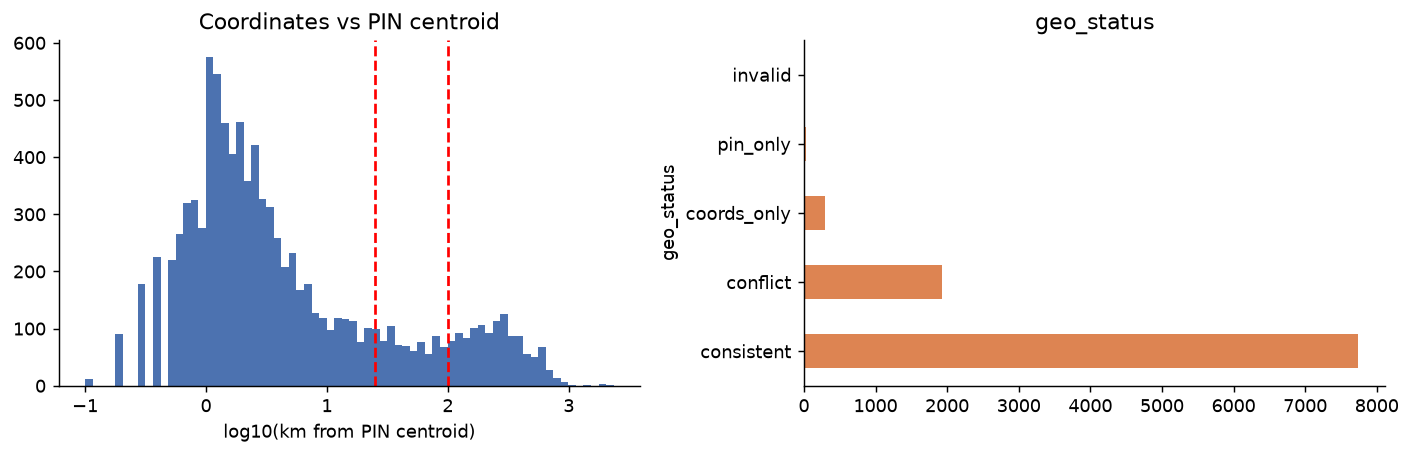 Coordinates vs PIN centroid
600
500
400
300
200
100
0
−1
0
1
2
3
log10(km from PIN centroid)
geo_status
geo_status
invalid
pin_only
coords_only
conflict
consistent
0
1000
2000
3000
4000
5000
6000
7000
8000